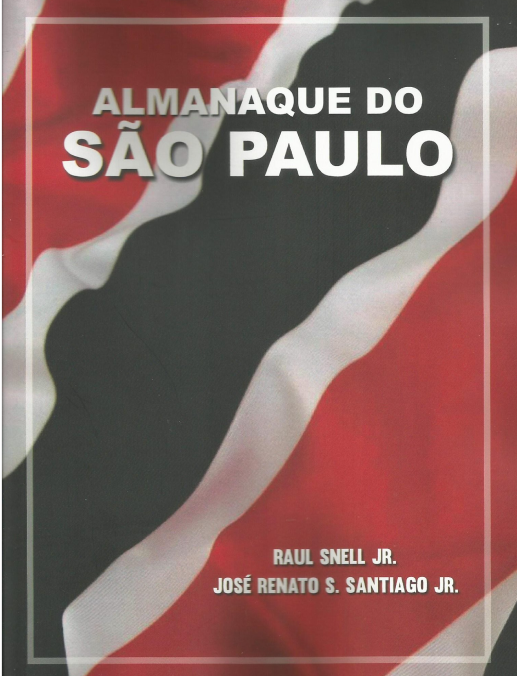 ALMANAQUE DO
SÃO PAULO
RAUL SNELL JR.
JOSÉ RENATO S. SANTIAGO JR.